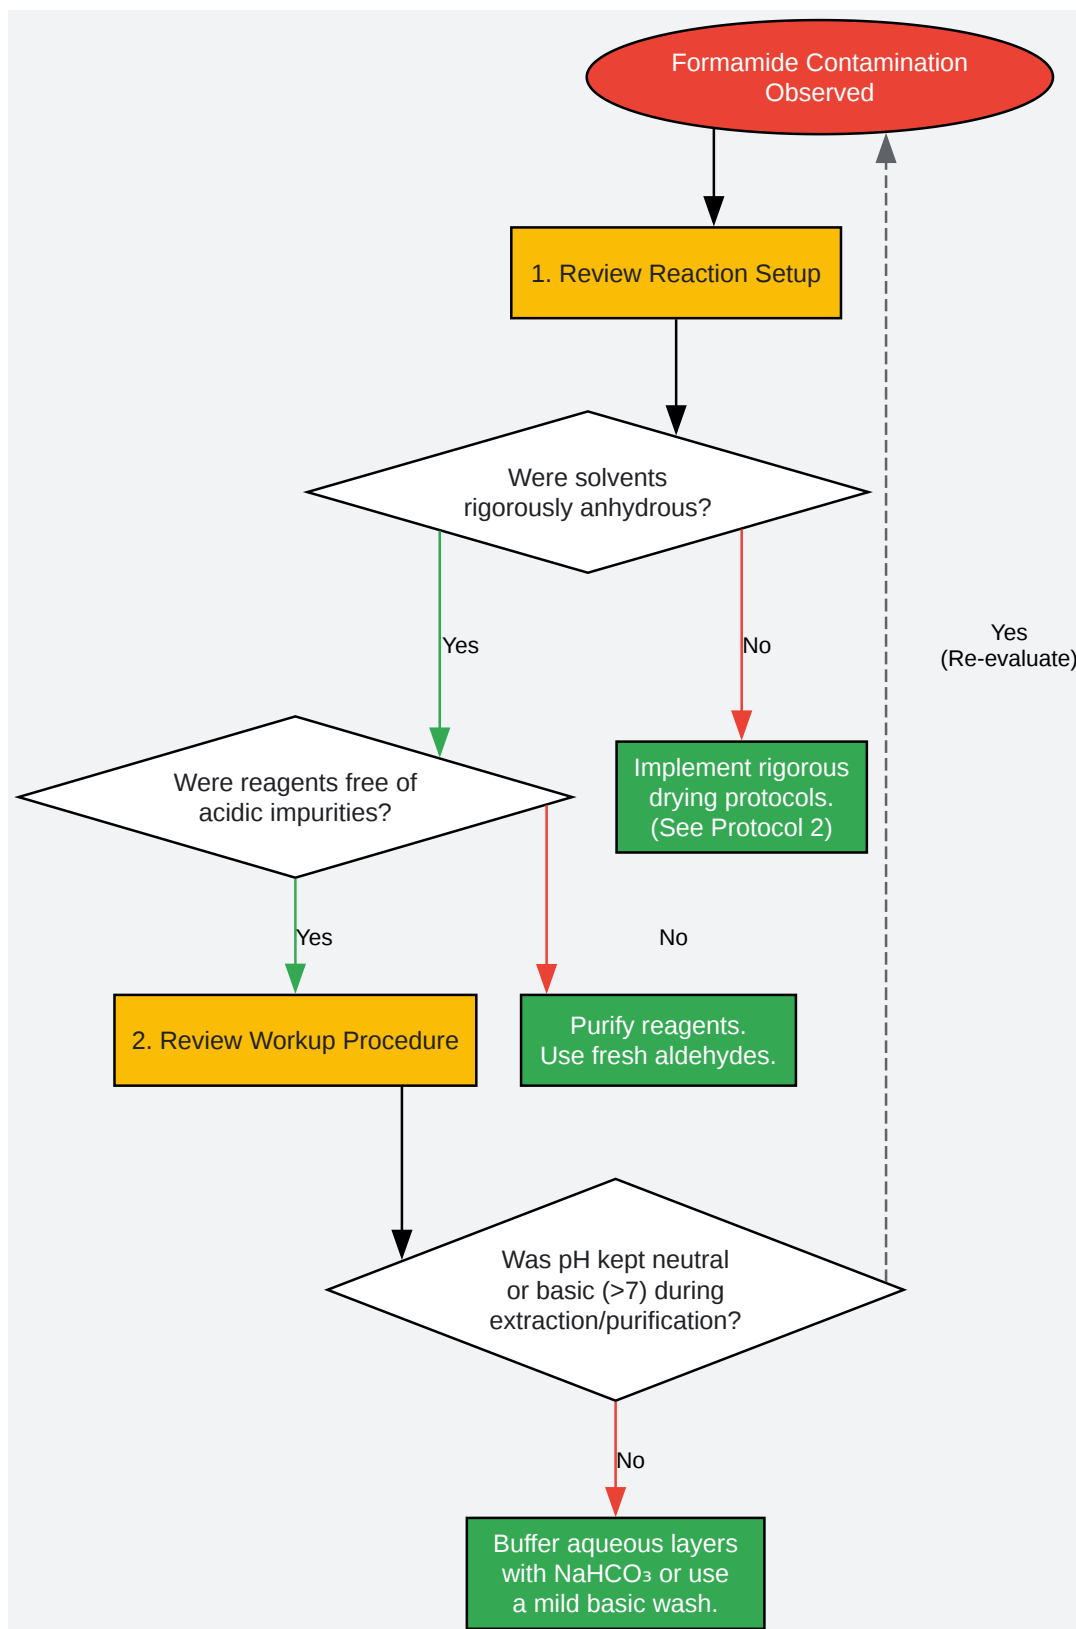 Formamide Contamination
Observed
1. Review Reaction Setup
Were solvents
rigorously anhydrous?
Yes
No
Yes
(Re-evaluate)
Were reagents free of
acidic impurities?
Implement rigorous
drying protocols.
(See Protocol 2)
Yes
No
2. Review Workup Procedure
Purify reagents.
Use fresh aldehydes.
Was pH kept neutral
or basic (>7) during
extraction/purification?
No
Buffer aqueous layers
with NaHCO₃ or use
a mild basic wash.